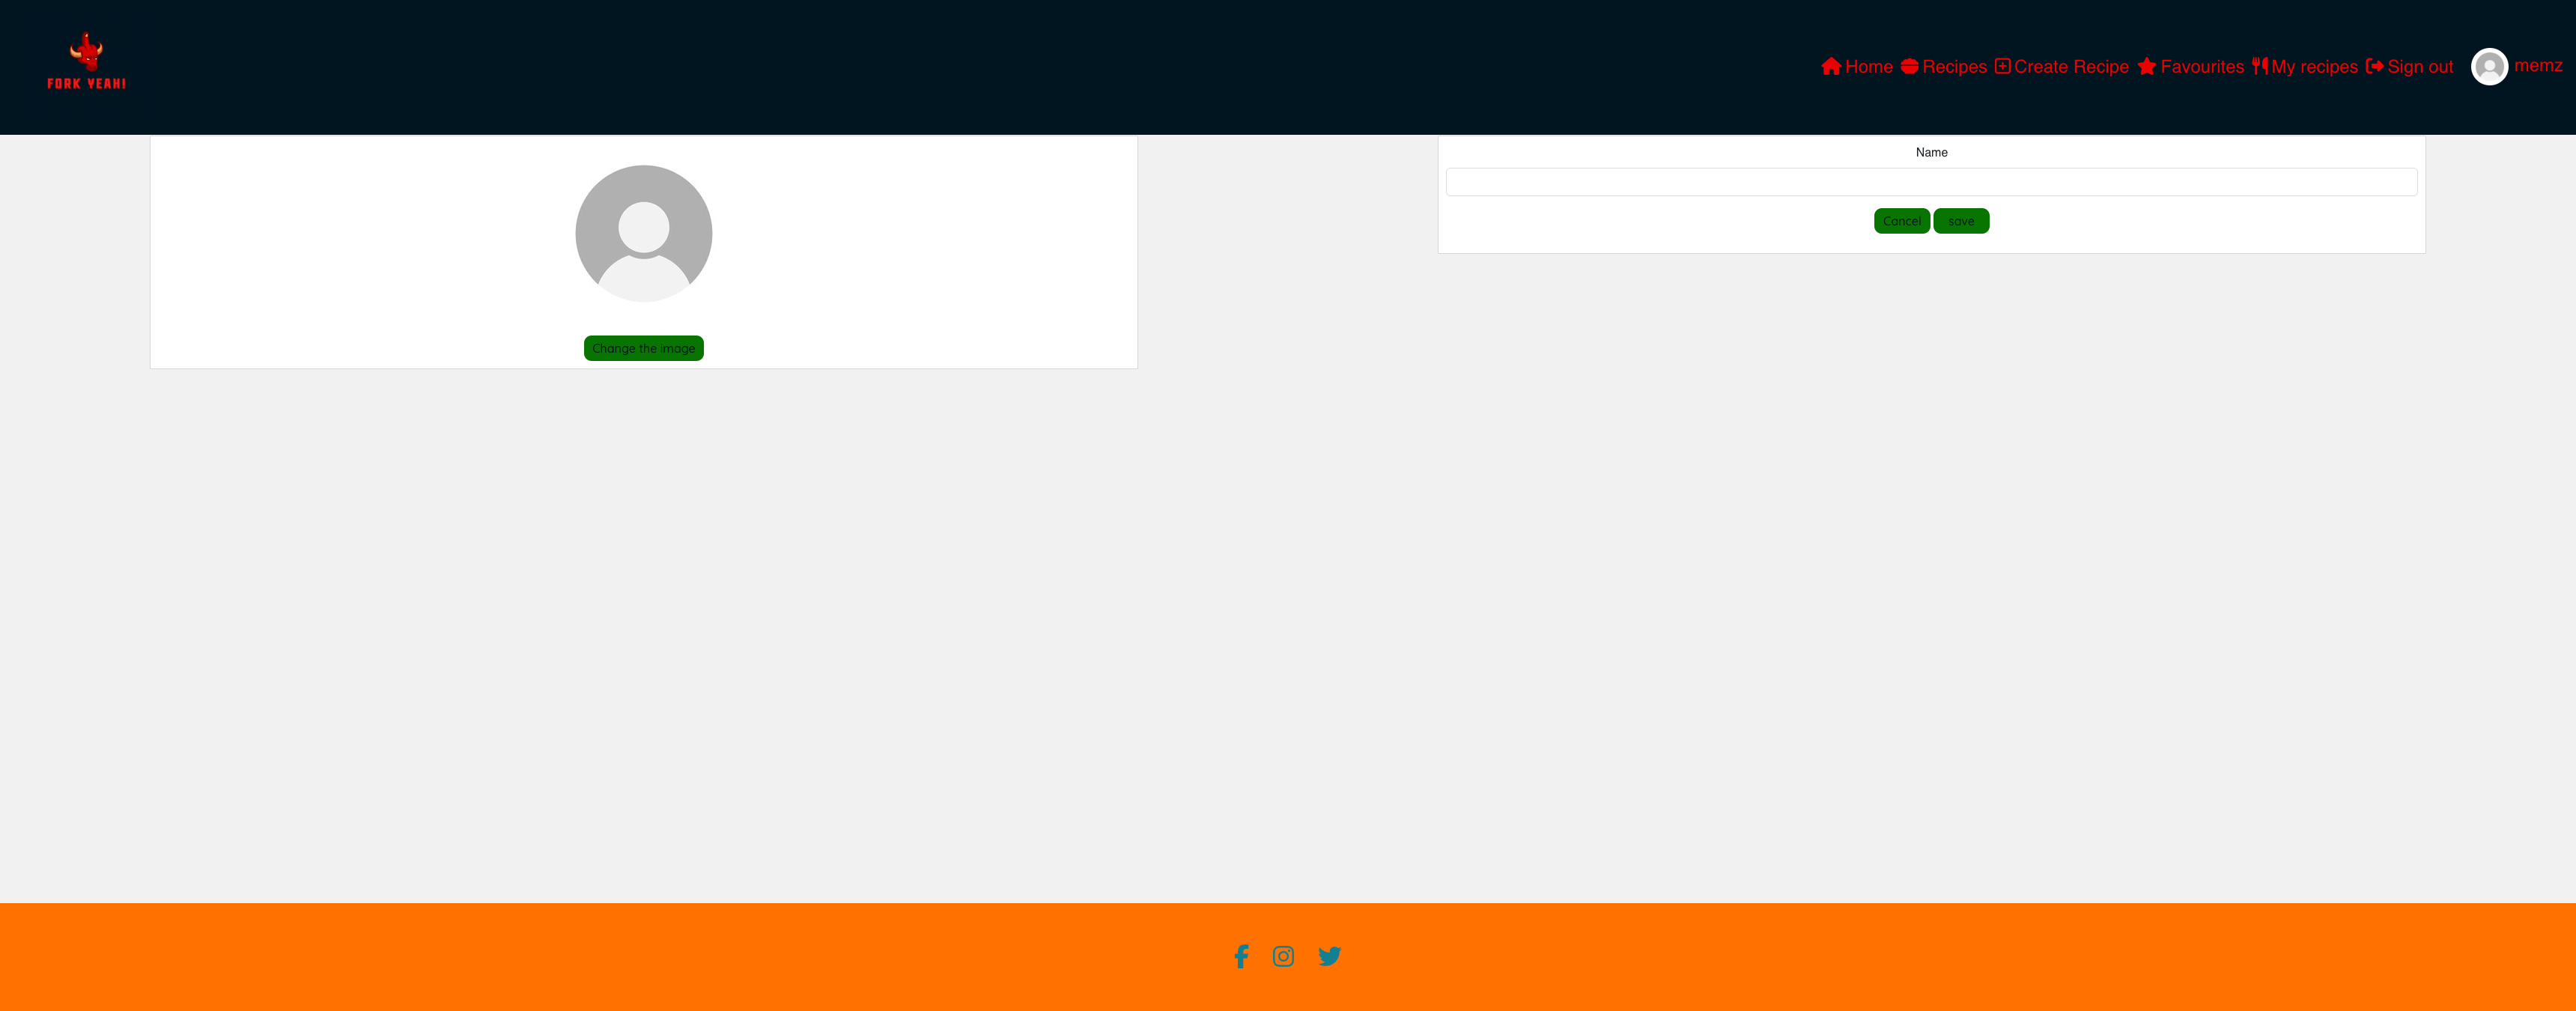 FORK YEAH!
Home Recipes Create Recipe Favourites My recipes Sign out memz
Name
Cancel save
Change the image